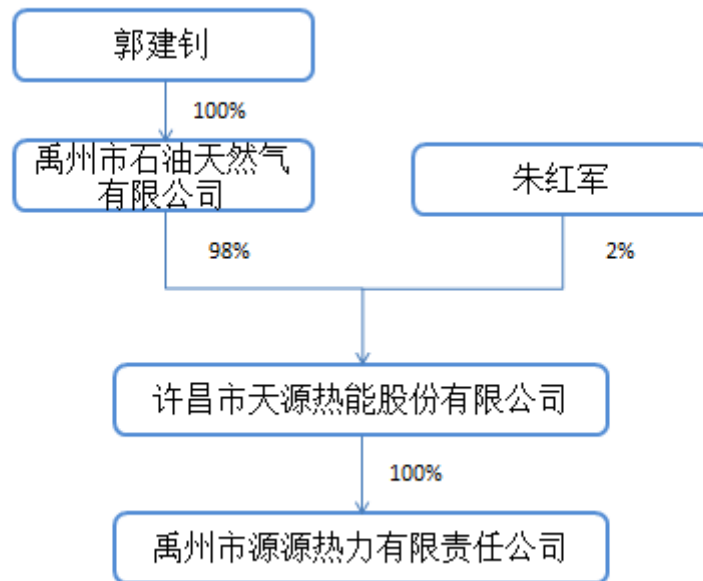 郭建钊
100%
禹州市石油天然气
有限公司
朱红军
98%
2%
许昌市天源热能股份有限公司
100%
禹州市源源热力有限责任公司